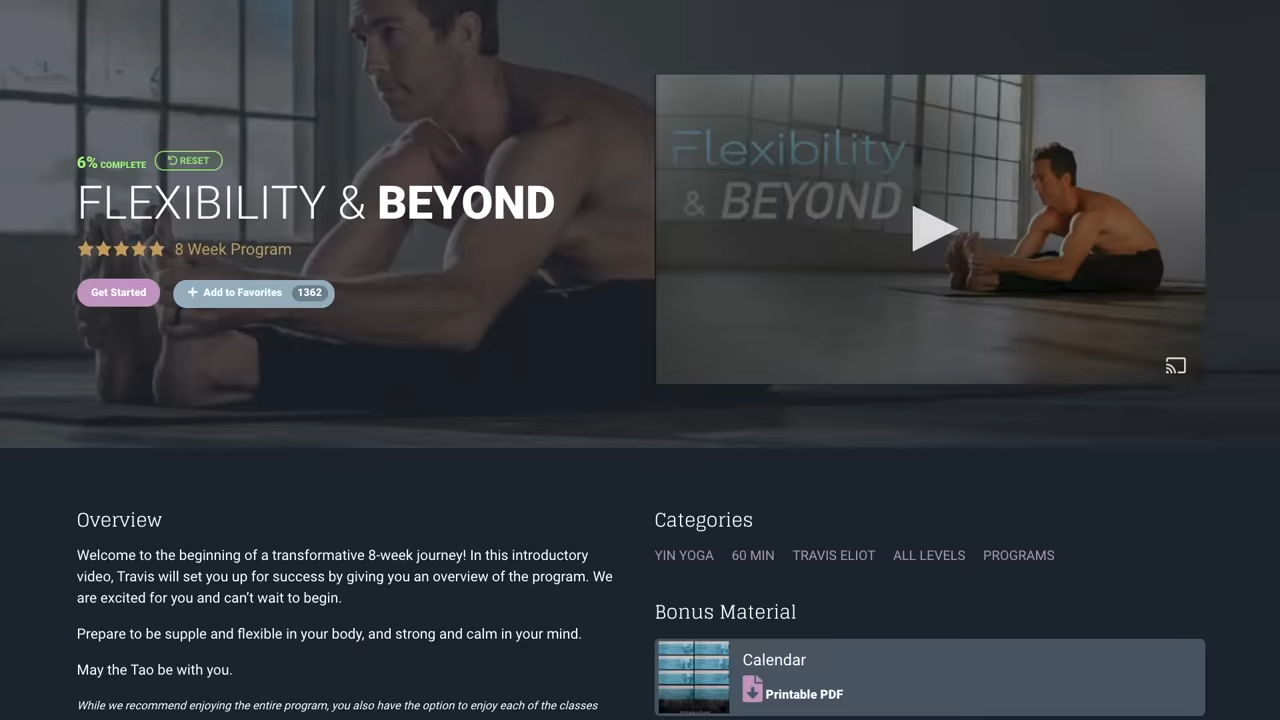 6% COMPLETE RESET
FLEXIBILITY & BEYOND
8 Week Program
Get Started
Add to Favorites 1362
Flexibility
& BEYOND
Overview
Welcome to the beginning of a transformative 8-week journey! In this introductory
video, Travis will set you up for success by giving you an overview of the program. We
are excited for you and can’t wait to begin.
Prepare to be supple and flexible in your body, and strong and calm in your mind.
May the Tao be with you.
While we recommend enjoying the entire program, you also have the option to enjoy each of the classes
Categories
YIN YOGA 60 MIN TRAVIS ELIOT ALL LEVELS PROGRAMS
Bonus Material
Calendar
Printable PDF